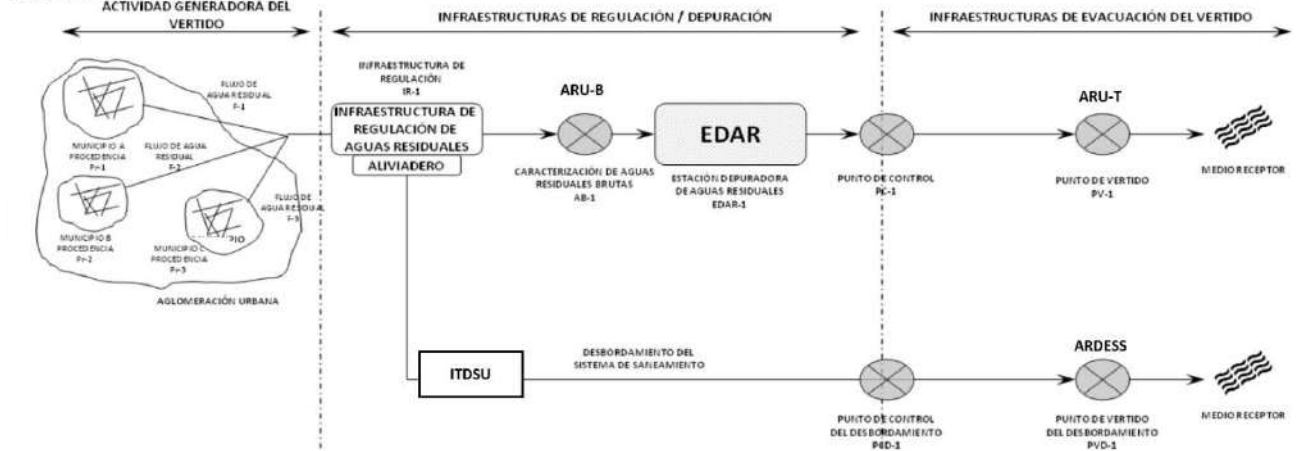 ACTIVIDAD GENERADORA DEL
VERTIDO
INFRAESTRUCTURAS DE REGULACIÓN / DEPURACIÓN
INFRAESTRUCTURAS DE EVACUACIÓN DEL VERTIDO
FLUJO DE
AGUA RESIDUAL
F-1
MUNICIPIO A
PROCEDENCIA
Pr-1
FLUJO DE AGUA
RESIDUAL
F-2
FLUJO DE
AGUA RESIDUAL
F-3
MUNICIPIO B
PROCEDENCIA
Pr-2
MUNICIPIO C
PIO
PROCEDENCIA
Pr-3
AGLOMERACIÓN URBANA
INFRAESTRUCTURA DE
REGULACIÓN
IR-1
INFRAESTRUCTURA DE
REGULACIÓN DE
AGUAS RESIDUALES
ALIVIADERO
ARU-B
CARACTERIZACIÓN DE AGUAS
RESIDUALES BRUTAS
AB-1
EDAR
ESTACIÓN DEPURADORA
DE AGUAS RESIDUALES
EDAR-1
PUNTO DE CONTROL
PC-1
ARU-T
PUNTO DE VERTIDO
PV-1
MEDIO RECEPTOR
ITDSU
DESBORDAMIENTO DEL
SISTEMA DE SANEAMIENTO
PUNTO DE CONTROL
DEL DESBORDAMIENTO
PCD-1
ARDESS
PUNTO DE VERTIDO
DEL DESBORDAMIENTO
PVD-1
MEDIO RECEPTOR